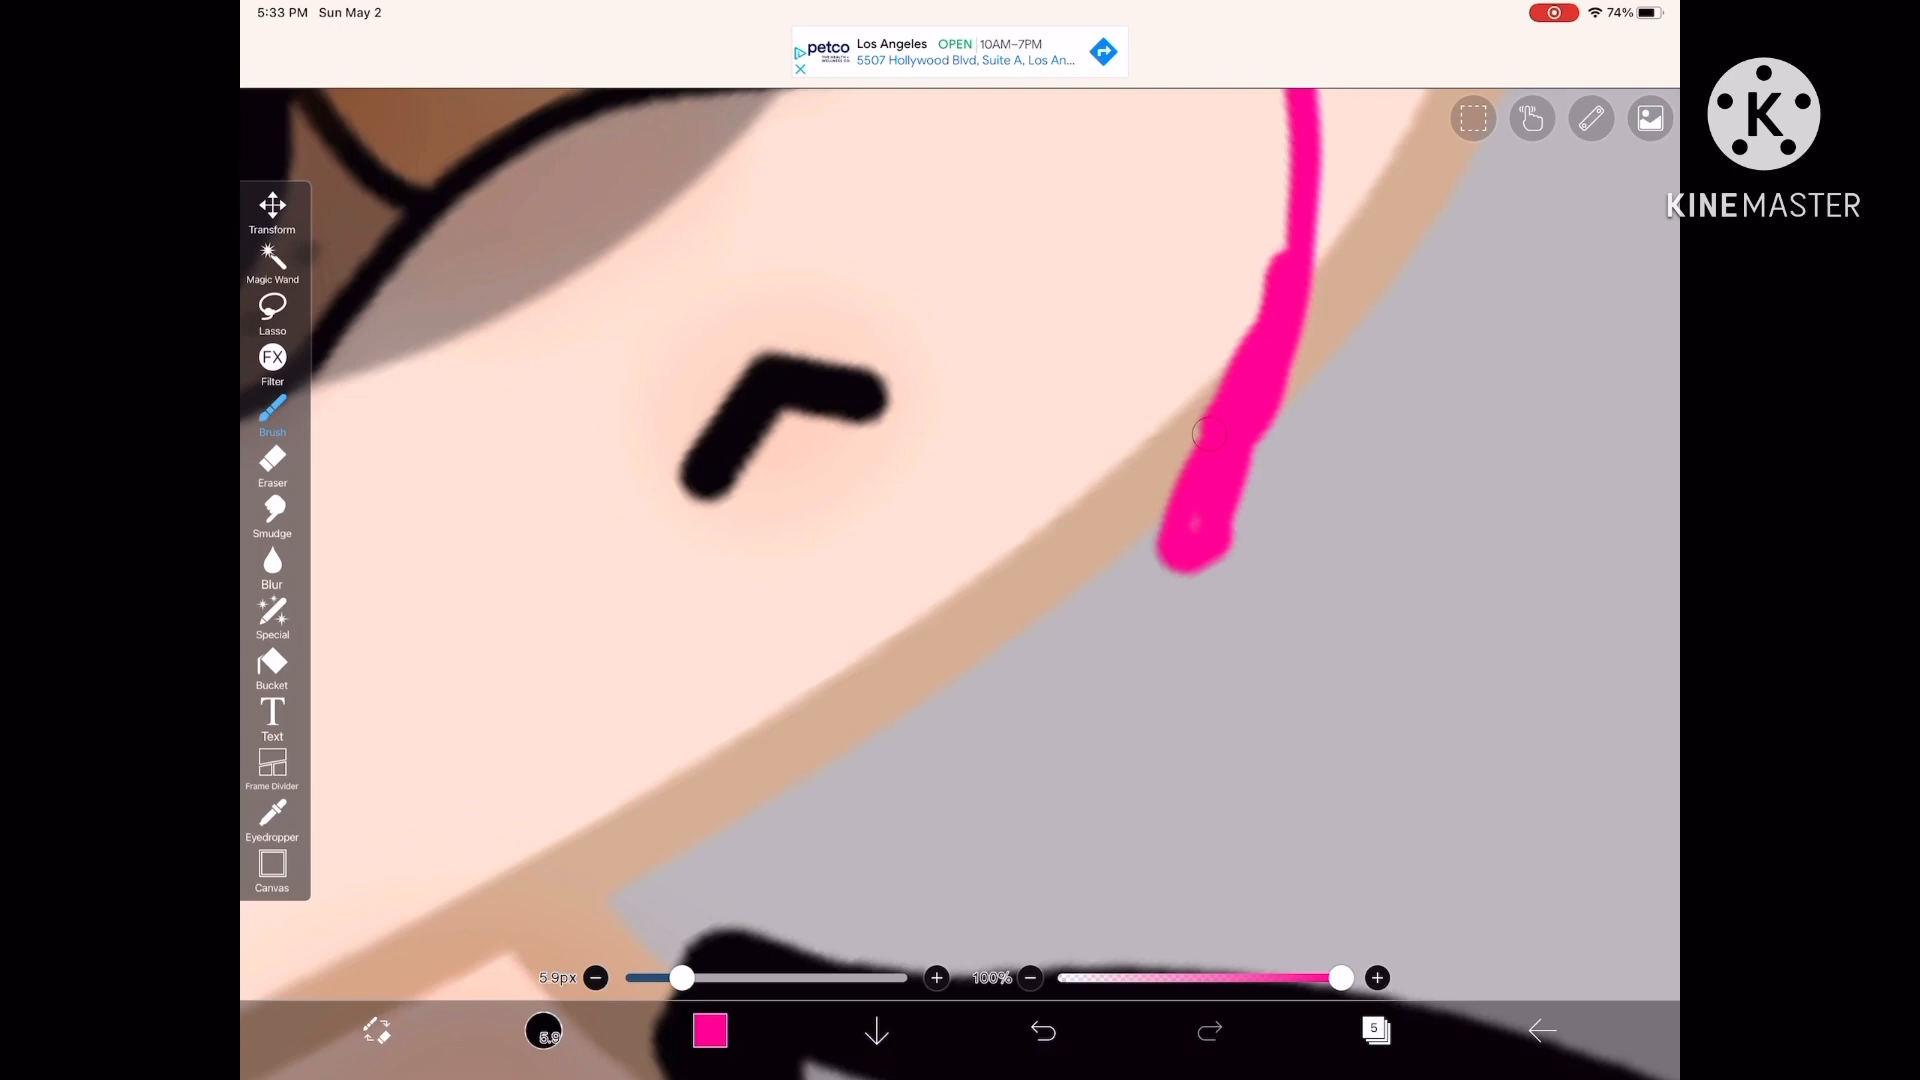 5:33 PM Sun May 2
74%
petco
Los Angeles OPEN 10AM–7PM
5507 Hollywood Blvd, Suite A, Los An...
K
KINEMASTER
Transform
Magic Wand
Lasso
FX
Filter
Brush
Eraser
Smudge
Blur
Special
Bucket
T
Text
Frame Divider
Eyedropper
Canvas
5.9px
100%
5.9
5